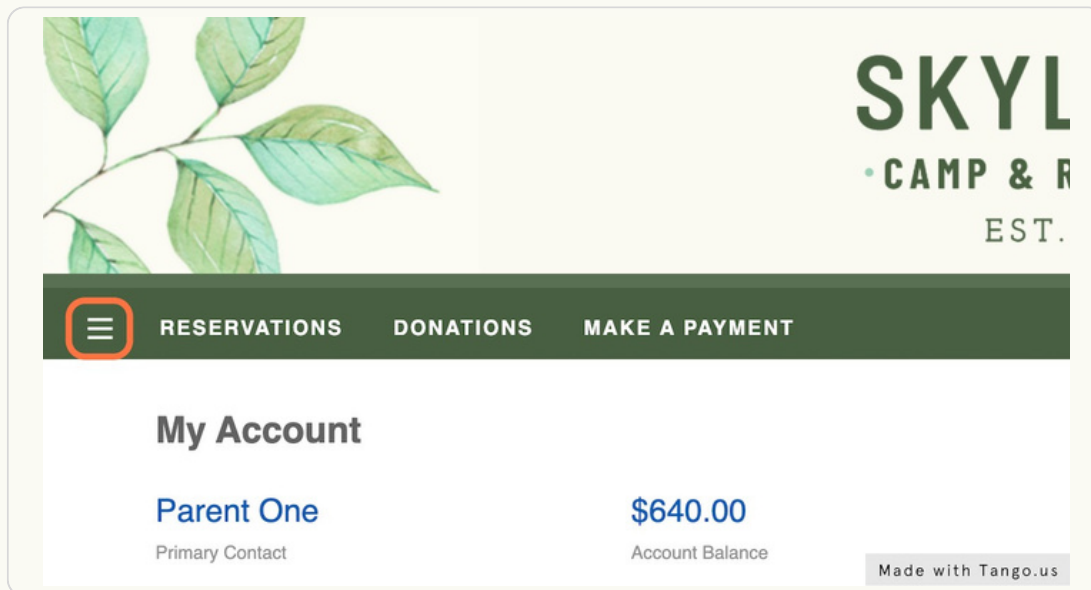 SKYL
• CAMP & R
EST.
RESERVATIONS DONATIONS MAKE A PAYMENT
My Account
Parent One $640.00
Primary Contact Account Balance
Made with Tango.us